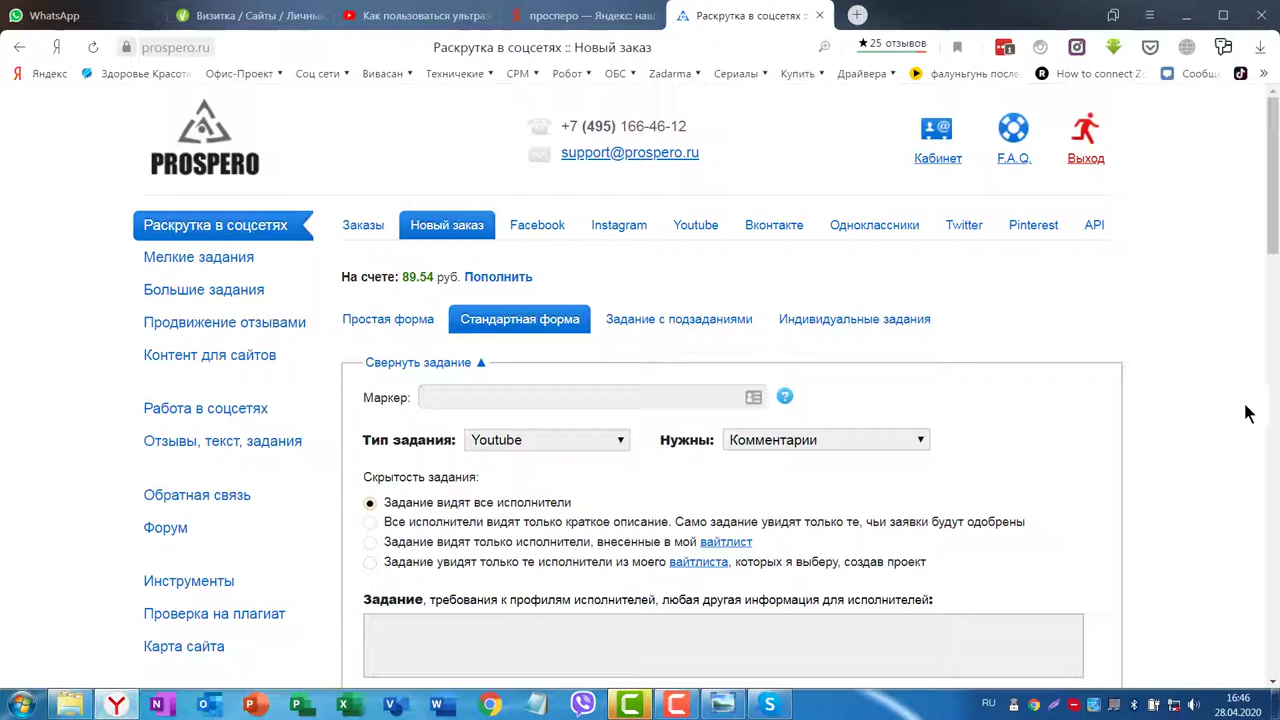 WhatsApp
Визитка / Сайты / Личный
Как пользоваться ультра
просперо — Яндекс: наш
Раскрутка в соцсетях ::
prospero.ru
Раскрутка в соцсетях :: Новый заказ
★ 25 отзывов
Яндекс
Здоровье Красота
Офис-Проект
Соц сети
Вивасан
Технические
CPM
Робот
ОБС
Zadarma
Сериалы
Купить
Драйвера
фалуньгунь после
How to connect Zo
Сообщ
PROSPERO
+7 (495) 166-46-12
support@prospero.ru
Кабинет
F.A.Q.
Выход
Раскрутка в соцсетях
Заказы
Новый заказ
Facebook
Instagram
Youtube
Вконтакте
Одноклассники
Twitter
Pinterest
API
Мелкие задания
Большие задания
Продвижение отзывами
Контент для сайтов
Работа в соцсетях
Отзывы, текст, задания
Обратная связь
Форум
Инструменты
Проверка на плагиат
Карта сайта
На счете: 89.54 руб. Пополнить
Простая форма
Стандартная форма
Задание с подзаданиями
Индивидуальные задания
Свернуть задание ▲
Маркер:
?
Тип задания: Youtube
Нужны: Комментарии
Скрытость задания:
Задание видят все исполнители
Все исполнители видят только краткое описание. Само задание увидят только те, чьи заявки будут одобрены
Задание видят только исполнители, внесенные в мой вайтлист
Задание увидят только те исполнители из моего вайтлиста, которых я выберу, создав проект
Задание, требования к профилям исполнителей, любая другая информация для исполнителей:
RU
16:46
28.04.2020